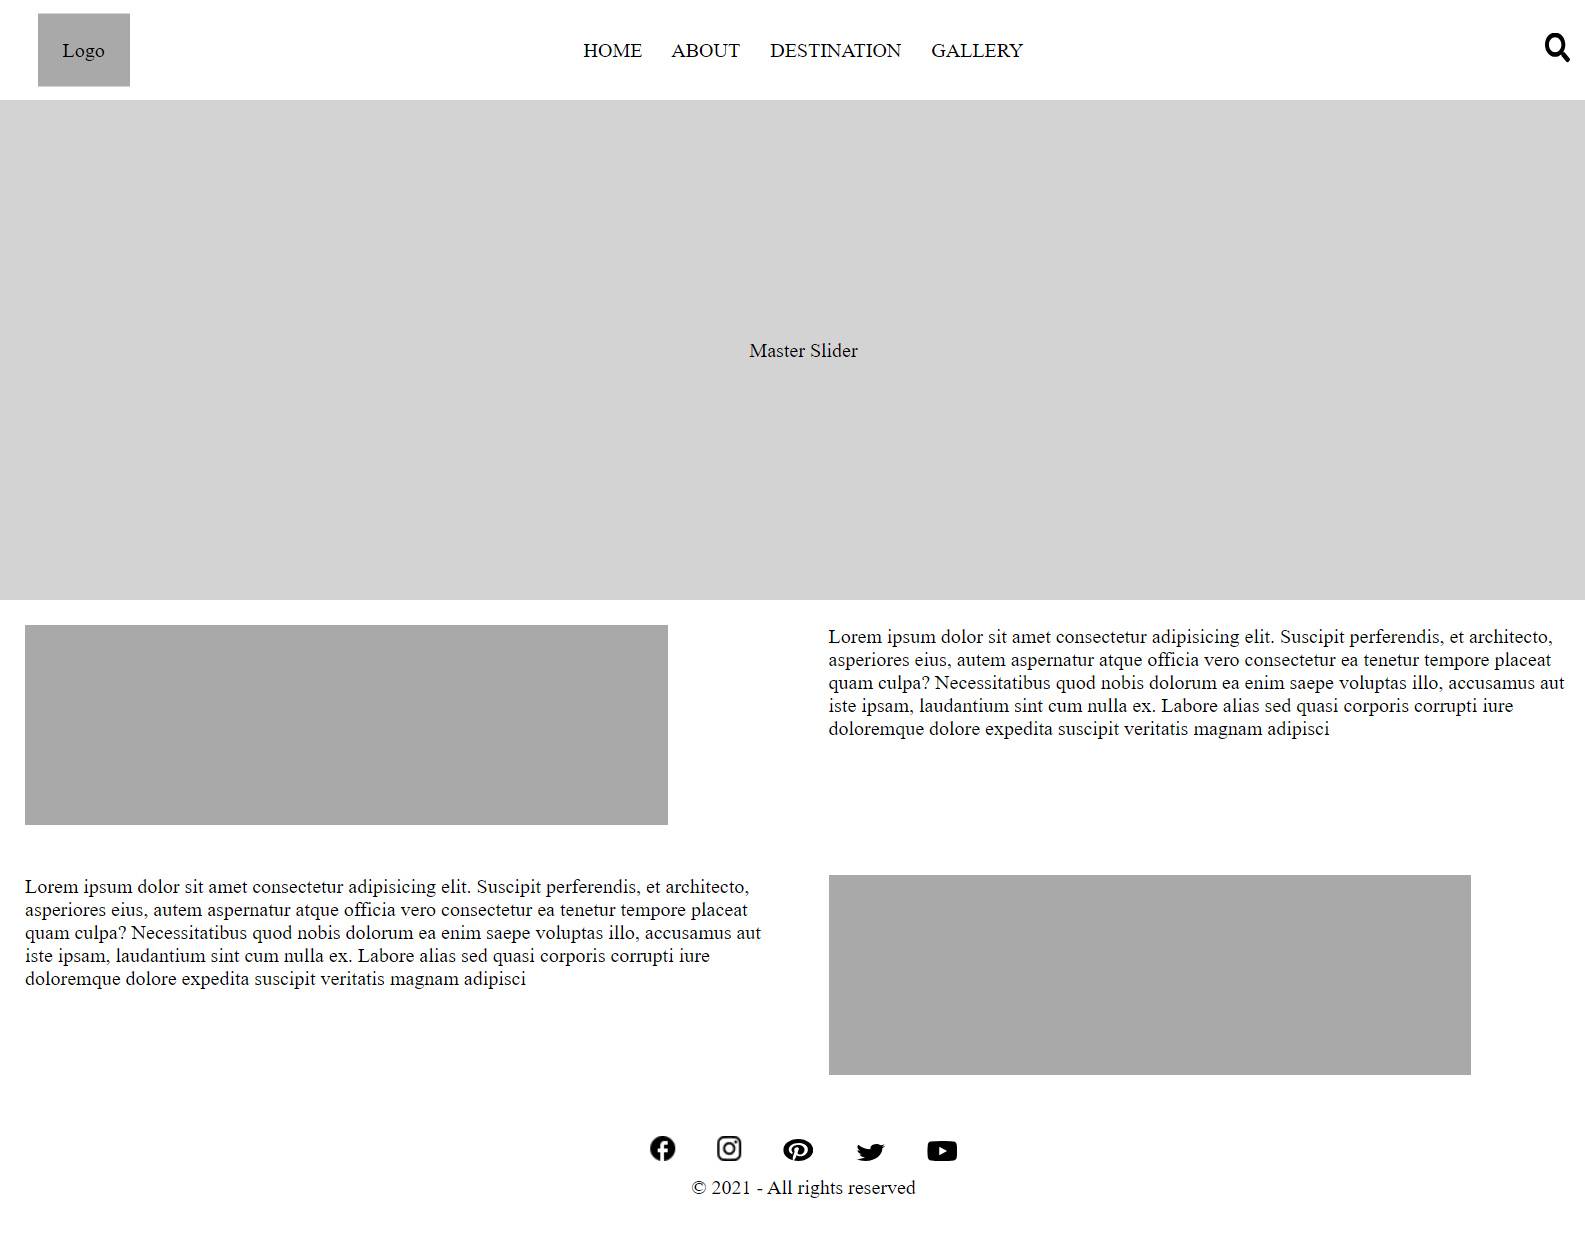 Logo
HOME ABOUT DESTINATION GALLERY
Master Slider
Lorem ipsum dolor sit amet consectetur adipisicing elit. Suscipit perferendis, et architecto,
asperiores eius, autem aspernatur atque officia vero consectetur ea tenetur tempore placeat
quam culpa? Necessitatibus quod nobis dolorum ea enim saepe voluptas illo, accusamus aut
iste ipsam, laudantium sint cum nulla ex. Labore alias sed quasi corporis corrupti iure
doloremque dolore expedita suscipit veritatis magnam adipisci
Lorem ipsum dolor sit amet consectetur adipisicing elit. Suscipit perferendis, et architecto,
asperiores eius, autem aspernatur atque officia vero consectetur ea tenetur tempore placeat
quam culpa? Necessitatibus quod nobis dolorum ea enim saepe voluptas illo, accusamus aut
iste ipsam, laudantium sint cum nulla ex. Labore alias sed quasi corporis corrupti iure
doloremque dolore expedita suscipit veritatis magnam adipisci
© 2021 - All rights reserved